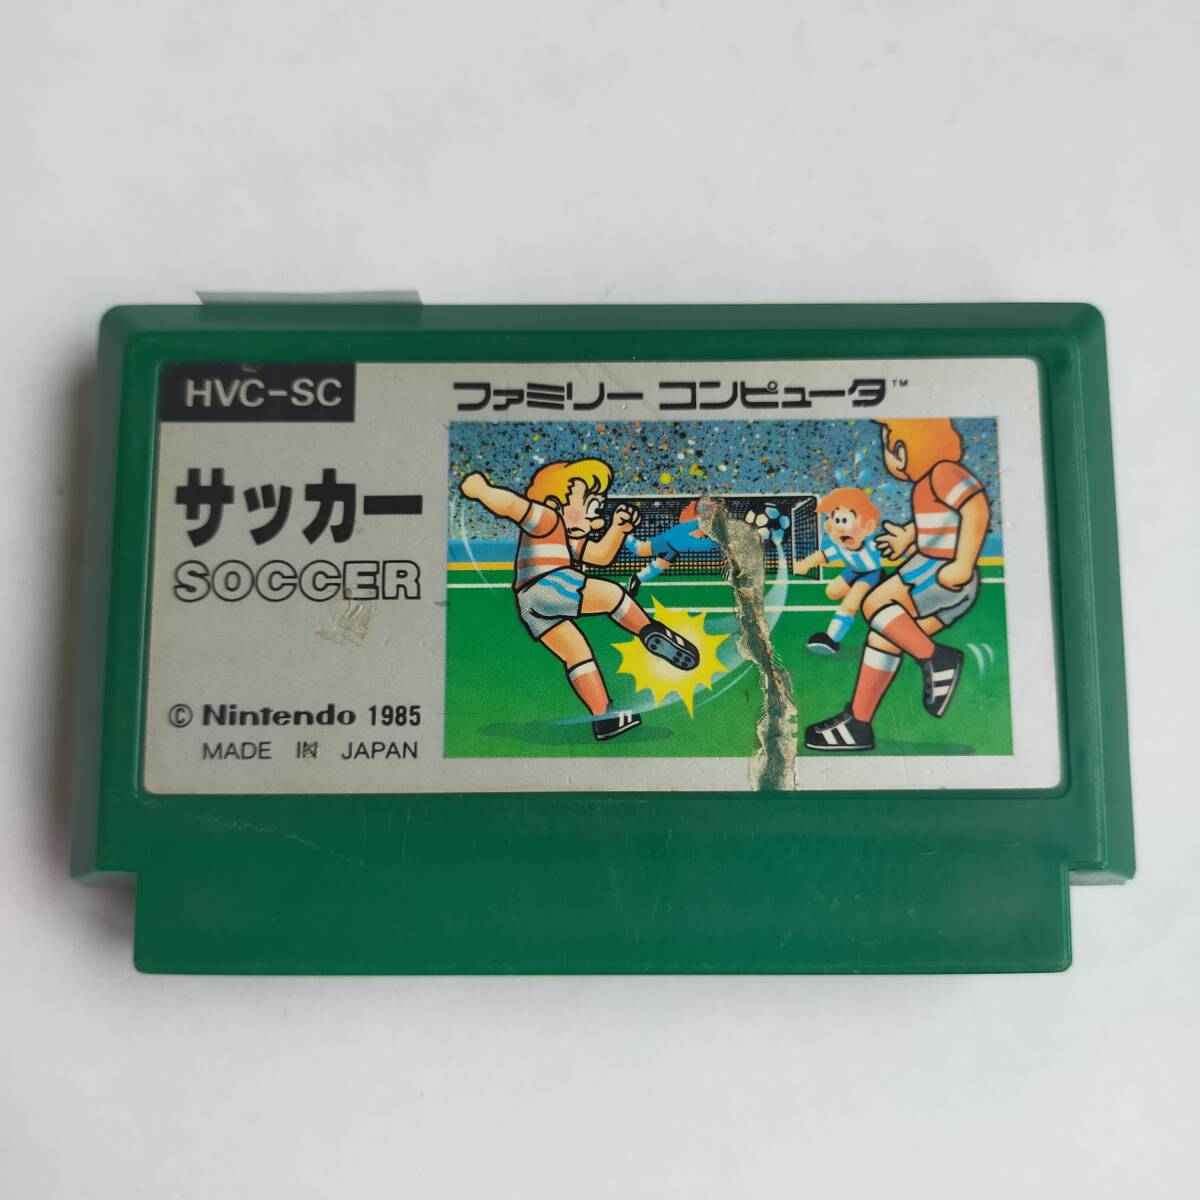 HVC-SC
ファミリー コンピュータ™
サッカー
SOCCER
© Nintendo 1985
MADE IN JAPAN